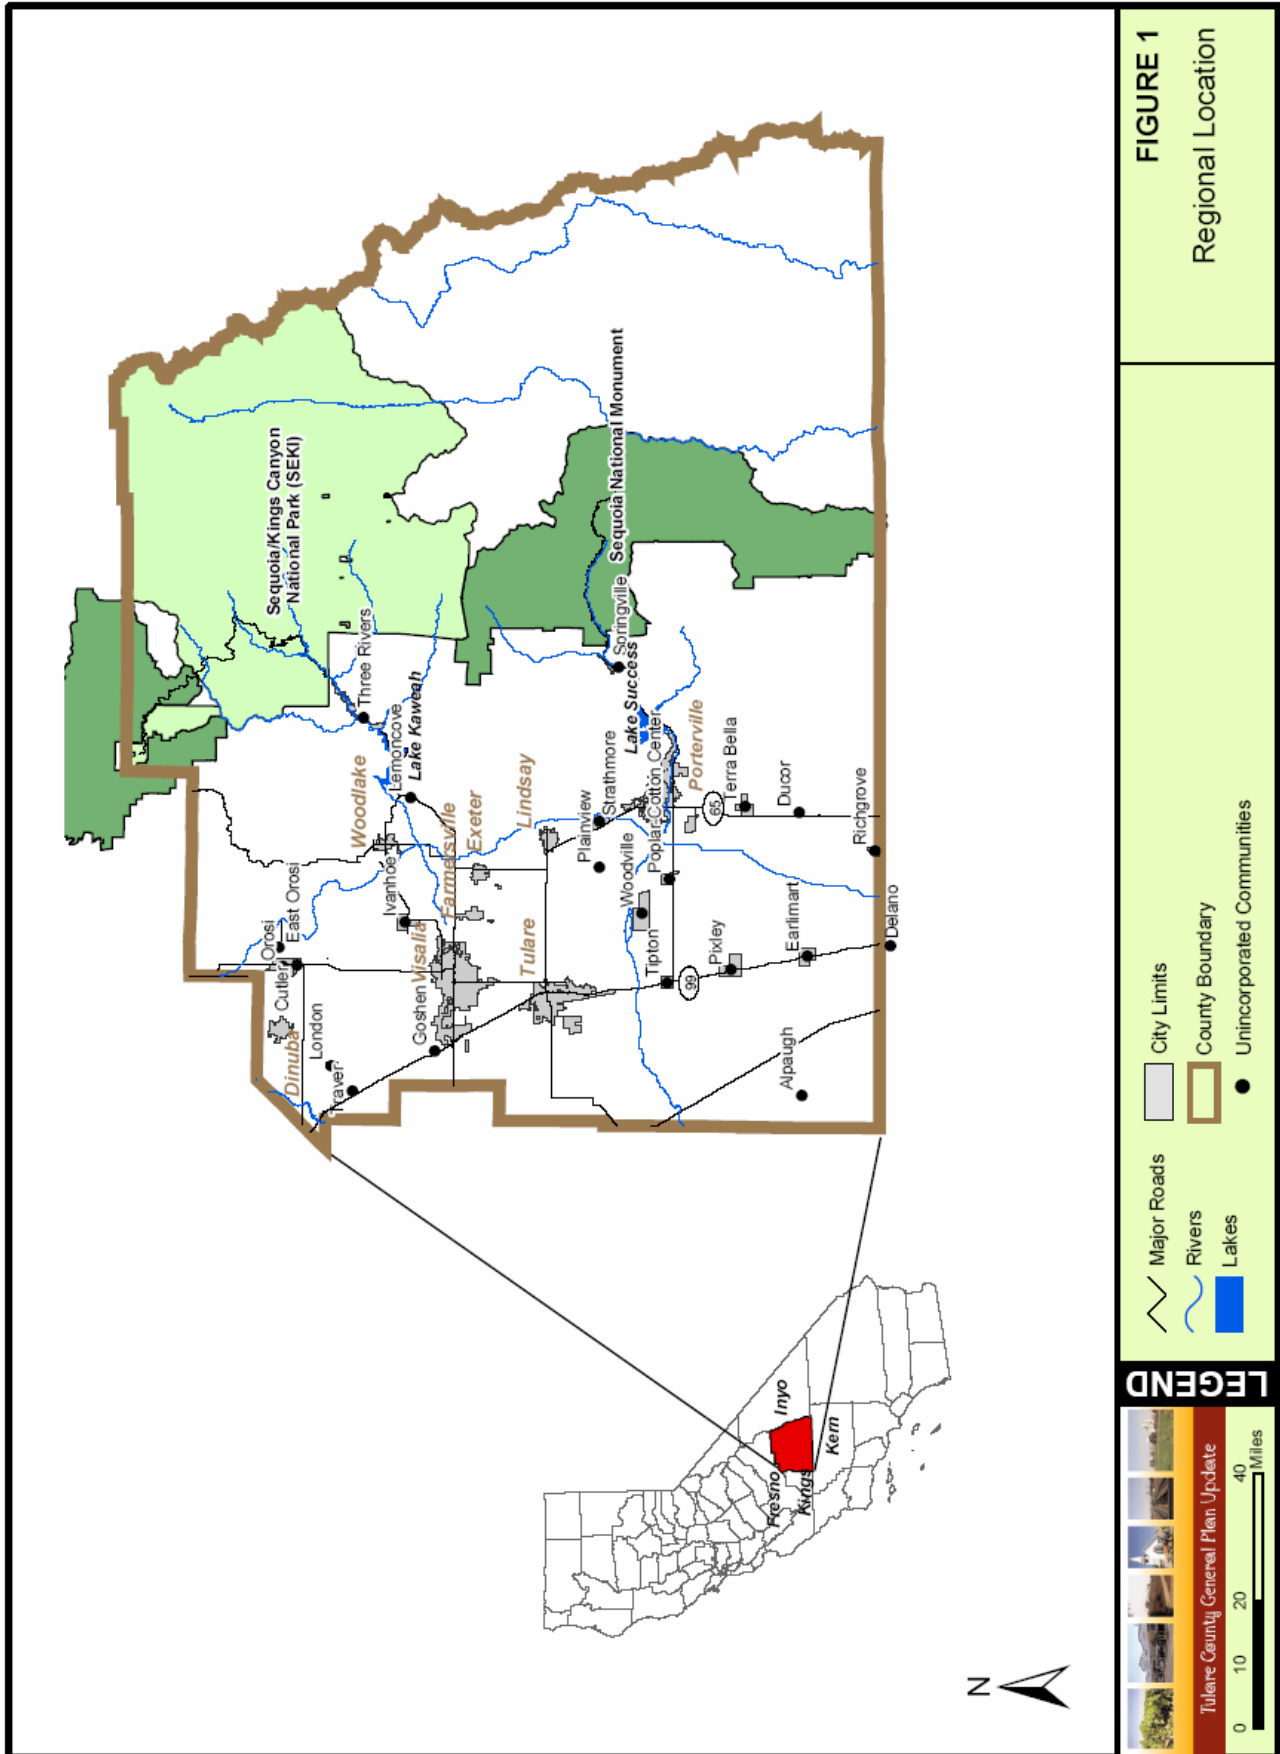 Sequoia/Kings Canyon
National Park (SEKI)
Orosi
East Orosi
Cutler
Dinuba
London
Traver
Three Rivers
Woodlake
Lemoncove
Lake Kaweah
Ivanhoe
Visalia
Farmersville
Exeter
Goshen
Lindsay
Tulare
Plainview
Strathmore
Springville
Sequoia National Monument
Lake Success
Woodville
Poplar-Cotton Center
Porterville
Tipton
99
65
Terra Bella
Pixley
Ducor
Earlimart
Alpaugh
Richgrove
Delano
Inyo
Fresno
Kings
Kern
N
LEGEND
Major Roads
Rivers
Lakes
City Limits
County Boundary
Unincorporated Communities
FIGURE 1
Regional Location
Tulare County General Plan Update
0 10 20 40
Miles